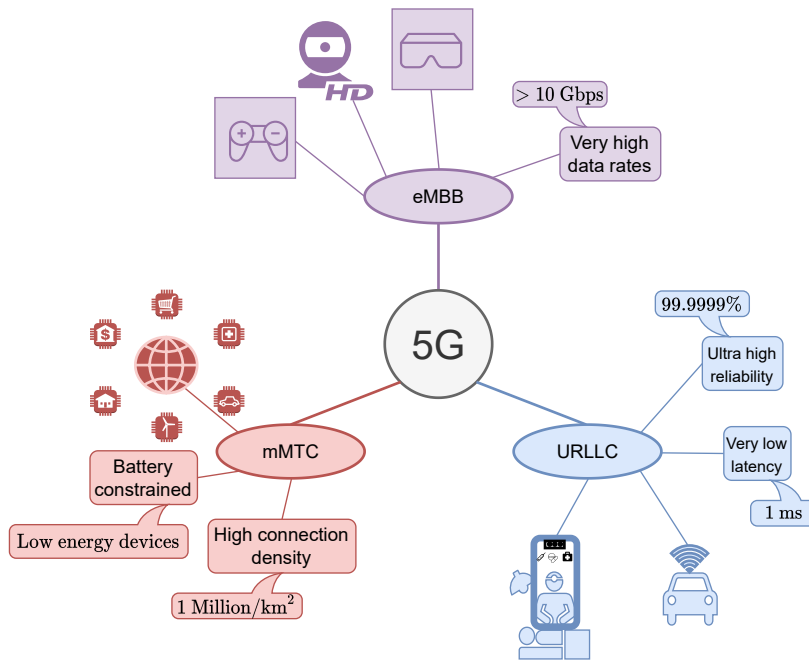 HD
> 10 Gbps
Very high
data rates
eMBB
5G
99.9999%
Ultra high
reliability
mMTC
URLLC
Very low
latency
1 ms
Battery
constrained
Low energy devices
High connection
density
1 Million/km²
$